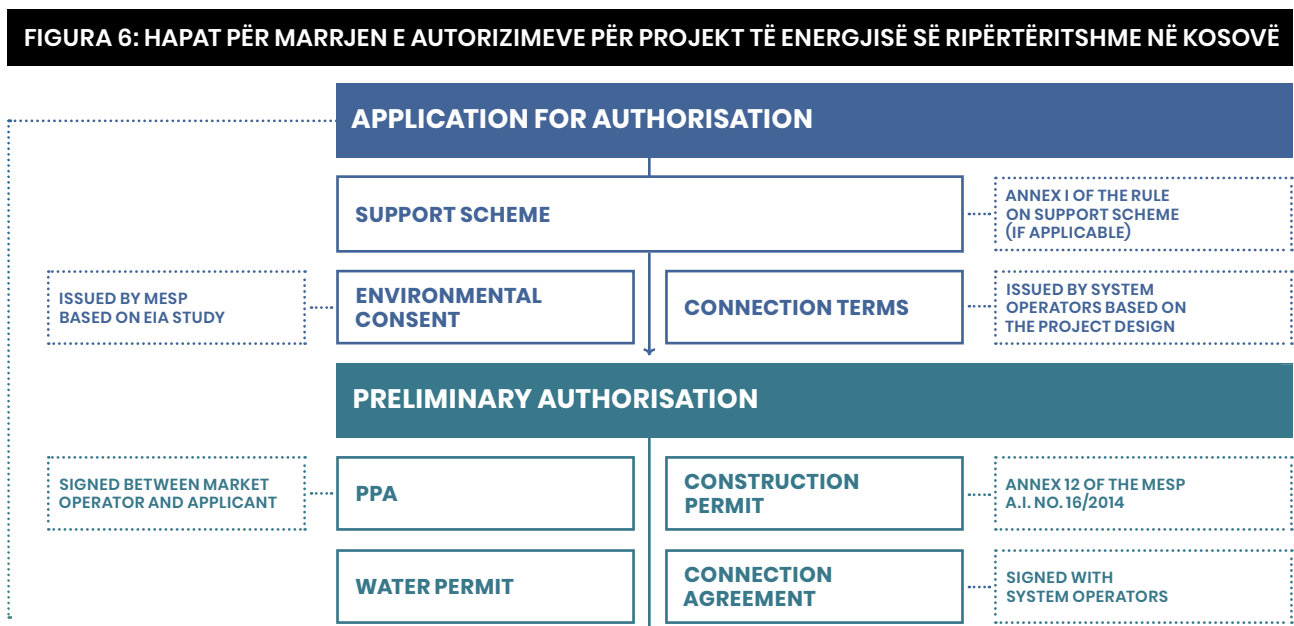 FIGURA 6: HAPAT PËR MARRJEN E AUTORIZIMEVE PËR PROJEKT TË ENERGJISË SË RIPËRTËRITSHME NË KOSOVË
APPLICATION FOR AUTHORISATION
SUPPORT SCHEME
ANNEX I OF THE RULE
ON SUPPORT SCHEME
(IF APPLICABLE)
ISSUED BY MESP
BASED ON EIA STUDY
ENVIRONMENTAL
CONSENT
CONNECTION TERMS
ISSUED BY SYSTEM
OPERATORS BASED ON
THE PROJECT DESIGN
PRELIMINARY AUTHORISATION
SIGNED BETWEEN MARKET
OPERATOR AND APPLICANT
PPA
CONSTRUCTION
PERMIT
ANNEX 12 OF THE MESP
A.I. NO. 16/2014
WATER PERMIT
CONNECTION
AGREEMENT
SIGNED WITH
SYSTEM OPERATORS